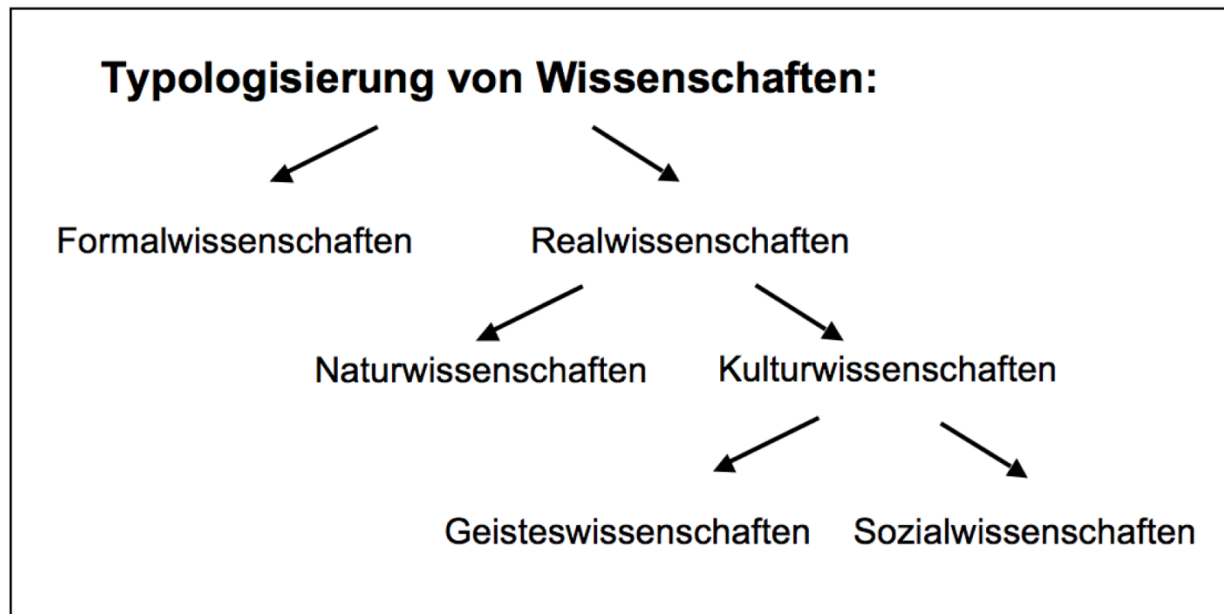 Typologisierung von Wissenschaften:
Formalwissenschaften Realwissenschaften
Naturwissenschaften Kulturwissenschaften
Geisteswissenschaften Sozialwissenschaften